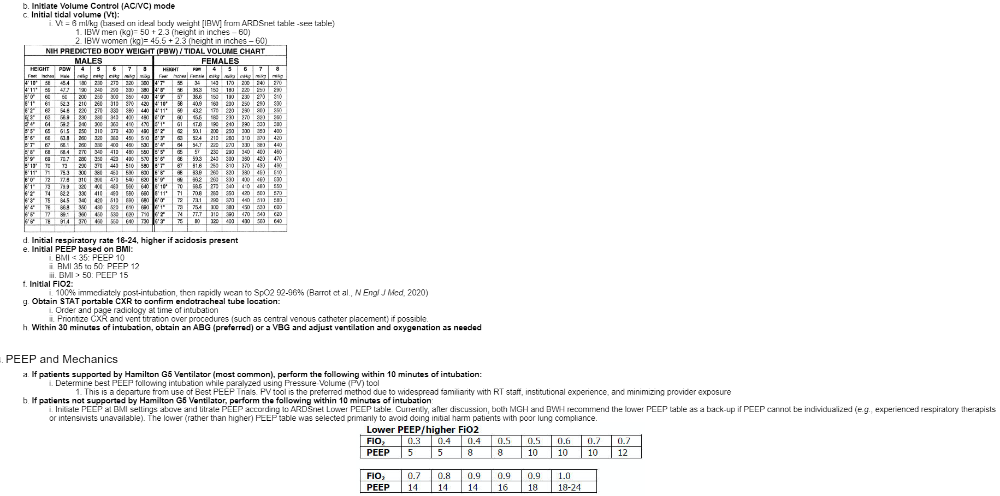 b. Initiate Volume Control (AC/VC) mode
c. Initial tidal volume (Vt):
i. Vt = 6 ml/kg (based on ideal body weight [IBW] from ARDSnet table -see table)
1. IBW men (kg)= 50 + 2.3 (height in inches – 60)
2. IBW women (kg)= 45.5 + 2.3 (height in inches – 60)
NIH PREDICTED BODY WEIGHT (PBW) / TIDAL VOLUME CHART
MALES FEMALES
HEIGHT PBW 4 5 6 7 8 HEIGHT PBW 4 5 6 7 8
Feet Inches Male ml/kg ml/kg ml/kg ml/kg ml/kg Feet Inches Female ml/kg ml/kg ml/kg ml/kg ml/kg
4' 10" 58 45.4 180 230 270 320 360 4' 7" 55 34 140 170 200 240 270
4' 11" 59 47.7 190 240 290 330 380 4' 8" 56 36.3 150 180 220 250 290
5' 0" 60 50 200 250 300 350 400 4' 9" 57 38.6 150 190 230 270 310
5' 1" 61 52.3 210 260 310 370 420 4' 10" 58 40.9 160 200 250 290 330
5' 2" 62 54.6 220 270 330 380 440 4' 11" 59 43.2 170 220 260 300 350
5' 3" 63 56.9 230 280 340 400 460 5' 0" 60 45.5 180 230 270 320 360
5' 4" 64 59.2 240 300 360 410 470 5' 1" 61 47.8 190 240 290 330 380
5' 5" 65 61.5 250 310 370 430 490 5' 2" 62 50.1 200 250 300 350 400
5' 6" 66 63.8 260 320 380 450 510 5' 3" 63 52.4 210 260 310 370 420
5' 7" 67 66.1 260 330 400 460 530 5' 4" 64 54.7 220 270 330 380 440
5' 8" 68 68.4 270 340 410 480 550 5' 5" 65 57 230 290 340 400 460
5' 9" 69 70.7 280 350 420 490 570 5' 6" 66 59.3 240 300 360 420 470
5' 10" 70 73 290 370 440 510 580 5' 7" 67 61.6 250 310 370 430 490
5' 11" 71 75.3 300 380 450 530 600 5' 8" 68 63.9 260 320 380 450 510
6' 0" 72 77.6 310 390 470 540 620 5' 9" 69 66.2 260 330 400 460 530
6' 1" 73 79.9 320 400 480 560 640 5' 10" 70 68.5 270 340 410 480 550
6' 2" 74 82.2 330 410 490 580 660 5' 11" 71 70.8 280 350 420 500 570
6' 3" 75 84.5 340 420 510 590 680 6' 0" 72 73.1 290 370 440 510 580
6' 4" 76 86.8 350 430 520 610 690 6' 1" 73 75.4 300 380 450 530 600
6' 5" 77 89.1 360 450 530 620 710 6' 2" 74 77.7 310 390 470 540 620
6' 6" 78 91.4 370 460 550 640 730 6' 3" 75 80 320 400 480 560 640
d. Initial respiratory rate 16-24, higher if acidosis present
e. Initial PEEP based on BMI:
i. BMI < 35: PEEP 10
ii. BMI 35 to 50: PEEP 12
iii. BMI > 50: PEEP 15
f. Initial FiO2:
i. 100% immediately post-intubation, then rapidly wean to SpO2 92-96% (Barrot et al., N Engl J Med, 2020)
g. Obtain STAT portable CXR to confirm endotracheal tube location:
i. Order and page radiology at time of intubation
ii. Prioritize CXR and vent titration over procedures (such as central venous catheter placement) if possible.
h. Within 30 minutes of intubation, obtain an ABG (preferred) or a VBG and adjust ventilation and oxygenation as needed
. PEEP and Mechanics
a. If patients supported by Hamilton G5 Ventilator (most common), perform the following within 10 minutes of intubation:
i. Determine best PEEP following intubation while paralyzed using Pressure-Volume (PV) tool
1. This is a departure from use of Best PEEP Trials. PV tool is the preferred method due to widespread familiarity with RT staff, institutional experience, and minimizing provider exposure
b. If patients not supported by Hamilton G5 Ventilator, perform the following within 10 minutes of intubation:
i. Initiate PEEP at BMI settings above and titrate PEEP according to ARDSnet Lower PEEP table. Currently, after discussion, both MGH and BWH recommend the lower PEEP table as a back-up if PEEP cannot be individualized (e.g., experienced respiratory therapists
or intensivists unavailable). The lower (rather than higher) PEEP table was selected primarily to avoid doing initial harm patients with poor lung compliance.
Lower PEEP/higher FiO2
FiO₂ 0.3 0.4 0.4 0.5 0.5 0.6 0.7 0.7
PEEP 5 5 8 8 10 10 10 12
FiO₂ 0.7 0.8 0.9 0.9 0.9 1.0
PEEP 14 14 14 16 18 18-24